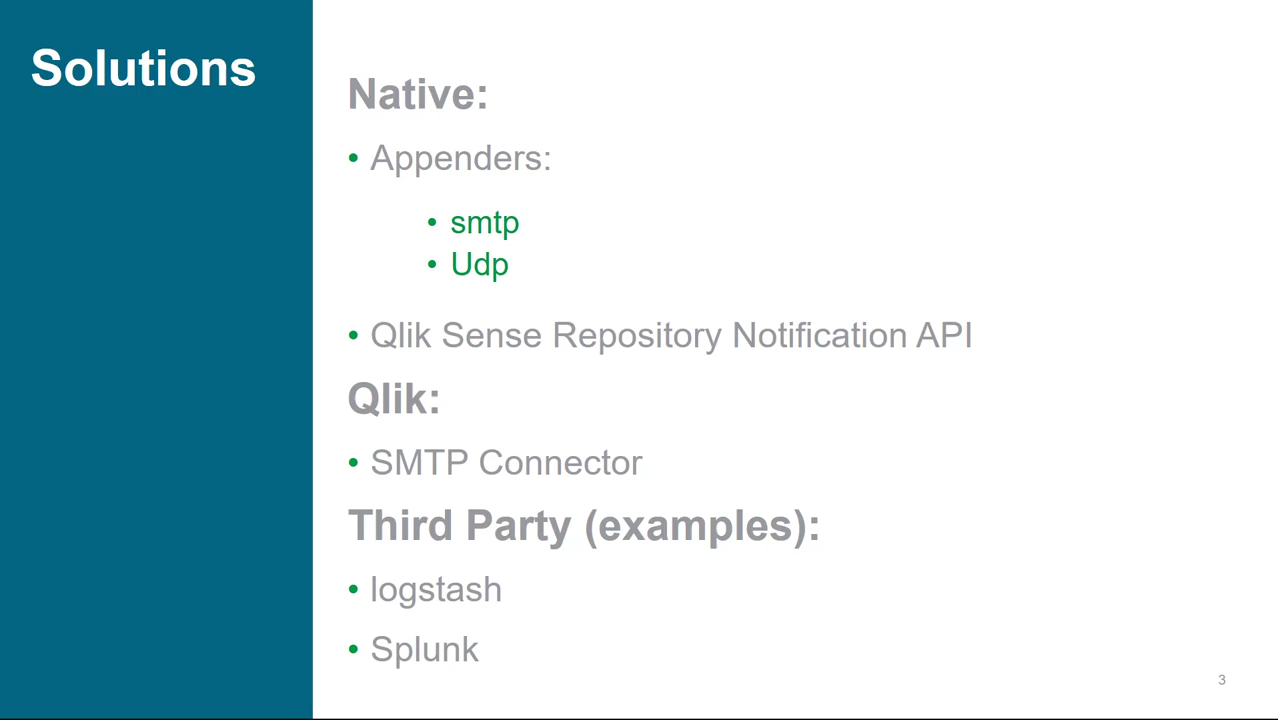 Solutions
Native:
• Appenders:
• smtp
• Udp
• Qlik Sense Repository Notification API
Qlik:
• SMTP Connector
Third Party (examples):
• logstash
• Splunk
3